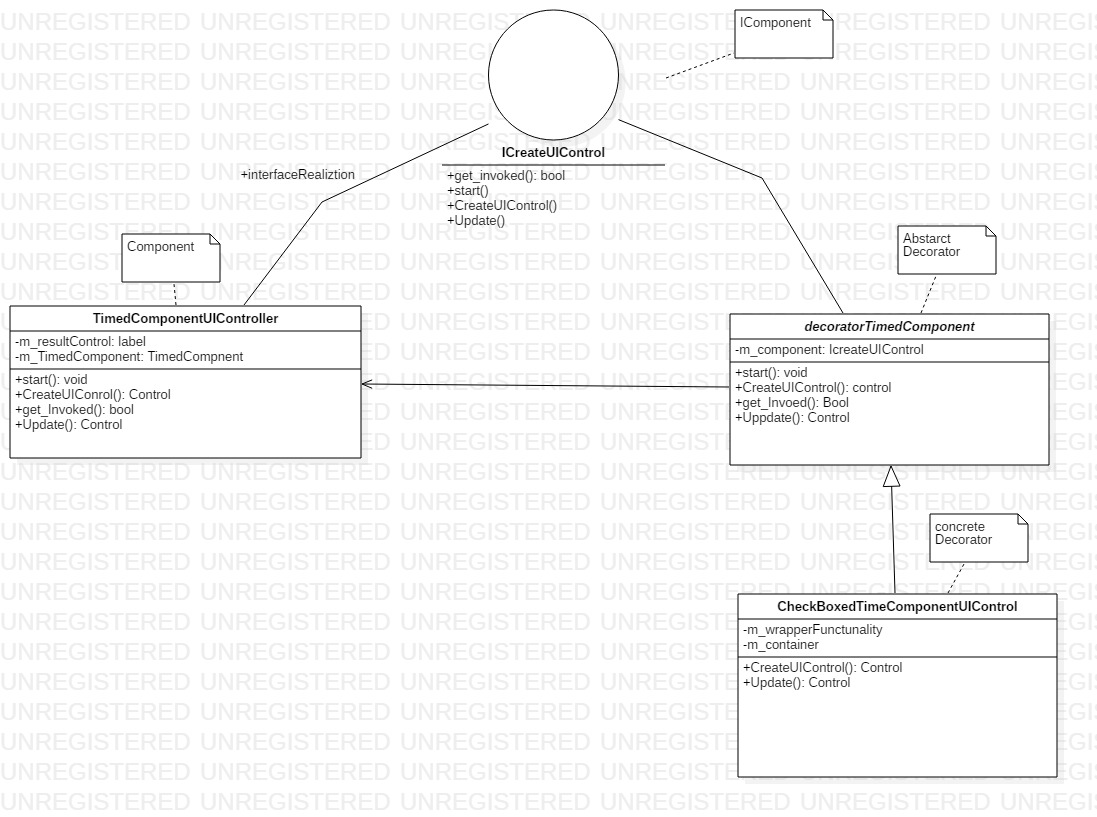 IComponent
ICreateUIControl
+interfaceRealiztion
+get_invoked(): bool
+start()
+CreateUIControl()
+Update()
Component
Abstarct
Decorator
TimedComponentUIController
-m_resultControl: label
-m_TimedComponent: TimedCompnent
+start(): void
+CreateUIConrol(): Control
+get_Invoked(): bool
+Update(): Control
decoratorTimedComponent
-m_component: IcreateUIControl
+start(): void
+CreateUIControl(): control
+get_Invoed(): Bool
+Uppdate(): Control
concrete
Decorator
CheckBoxedTimeComponentUIControl
-m_wrapperFunctunality
-m_container
+CreateUIControl(): Control
+Update(): Control
UNREGISTERED